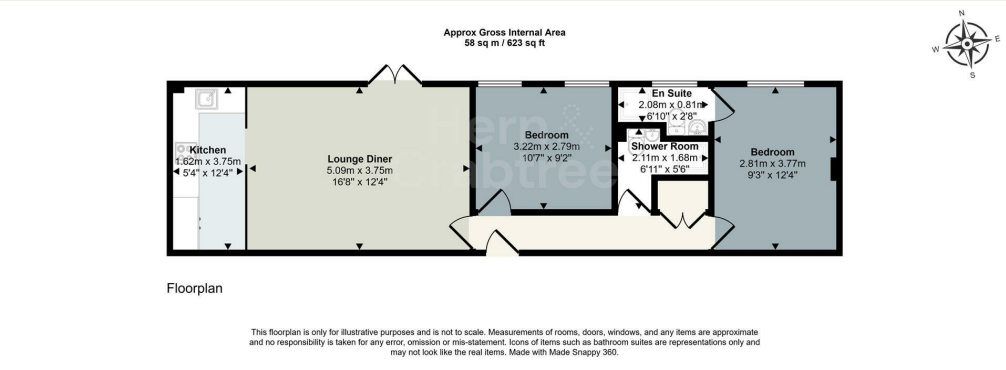 Approx Gross Internal Area
58 sq m / 623 sq ft
N
W
E
S
Hern &
Crabtree
Kitchen
1.62m x 3.75m
5'4" x 12'4"
Lounge Diner
5.09m x 3.75m
16'8" x 12'4"
Bedroom
3.22m x 2.79m
10'7" x 9'2"
En Suite
2.08m x 0.81m
6'10" x 2'8"
Shower Room
2.11m x 1.68m
6'11" x 5'6"
Bedroom
2.81m x 3.77m
9'3" x 12'4"
Floorplan
This floorplan is only for illustrative purposes and is not to scale. Measurements of rooms, doors, windows, and any items are approximate
and no responsibility is taken for any error, omission or mis-statement. Icons of items such as bathroom suites are representations only and
may not look like the real items. Made with Made Snappy 360.